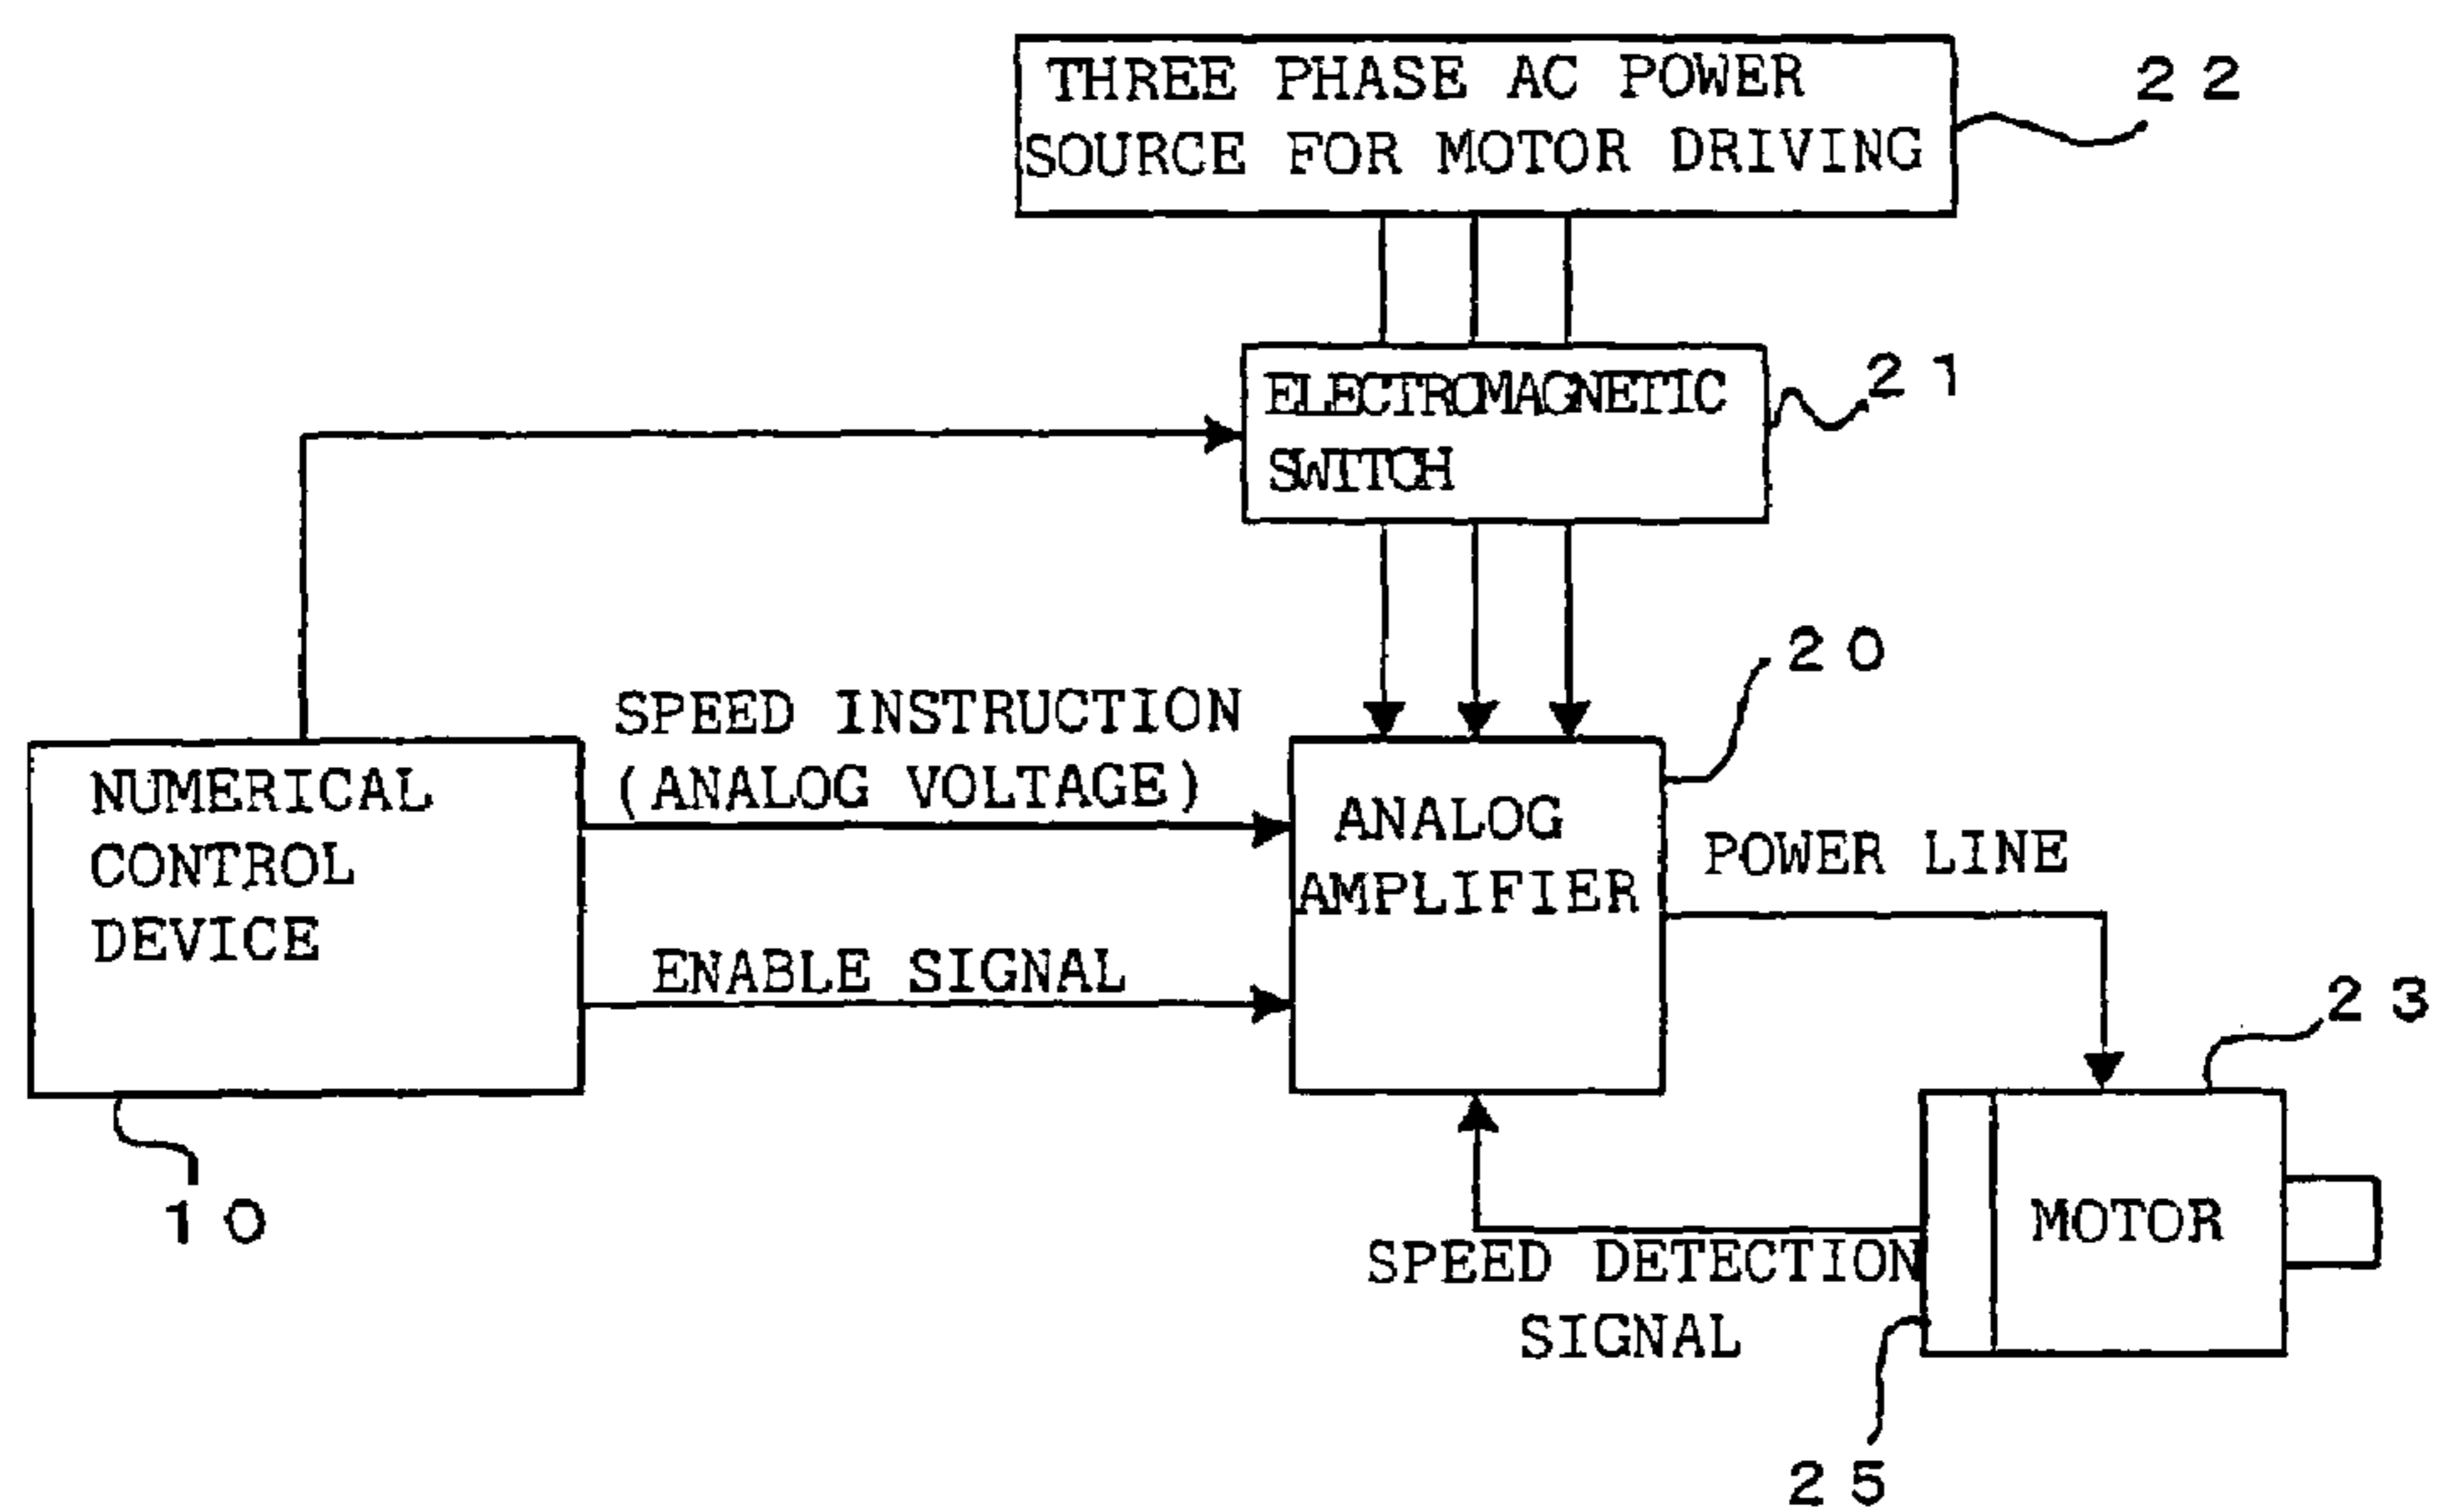 THREE PHASE AC POWER
SOURCE FOR MOTOR DRIVING
22
ELECTROMAGNETIC
SWITCH
21
20
SPEED INSTRUCTION
(ANALOG VOLTAGE)
NUMERICAL
CONTROL
DEVICE
ANALOG
AMPLIFIER
POWER LINE
ENABLE SIGNAL
23
10
MOTOR
SPEED DETECTION
SIGNAL
25